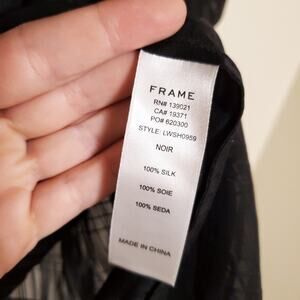 FRAME
RN# 139021
CA# 19371
PO# 620300
STYLE: LWSH0959
NOIR
100% SILK
100% SOIE
100% SEDA
MADE IN CHINA